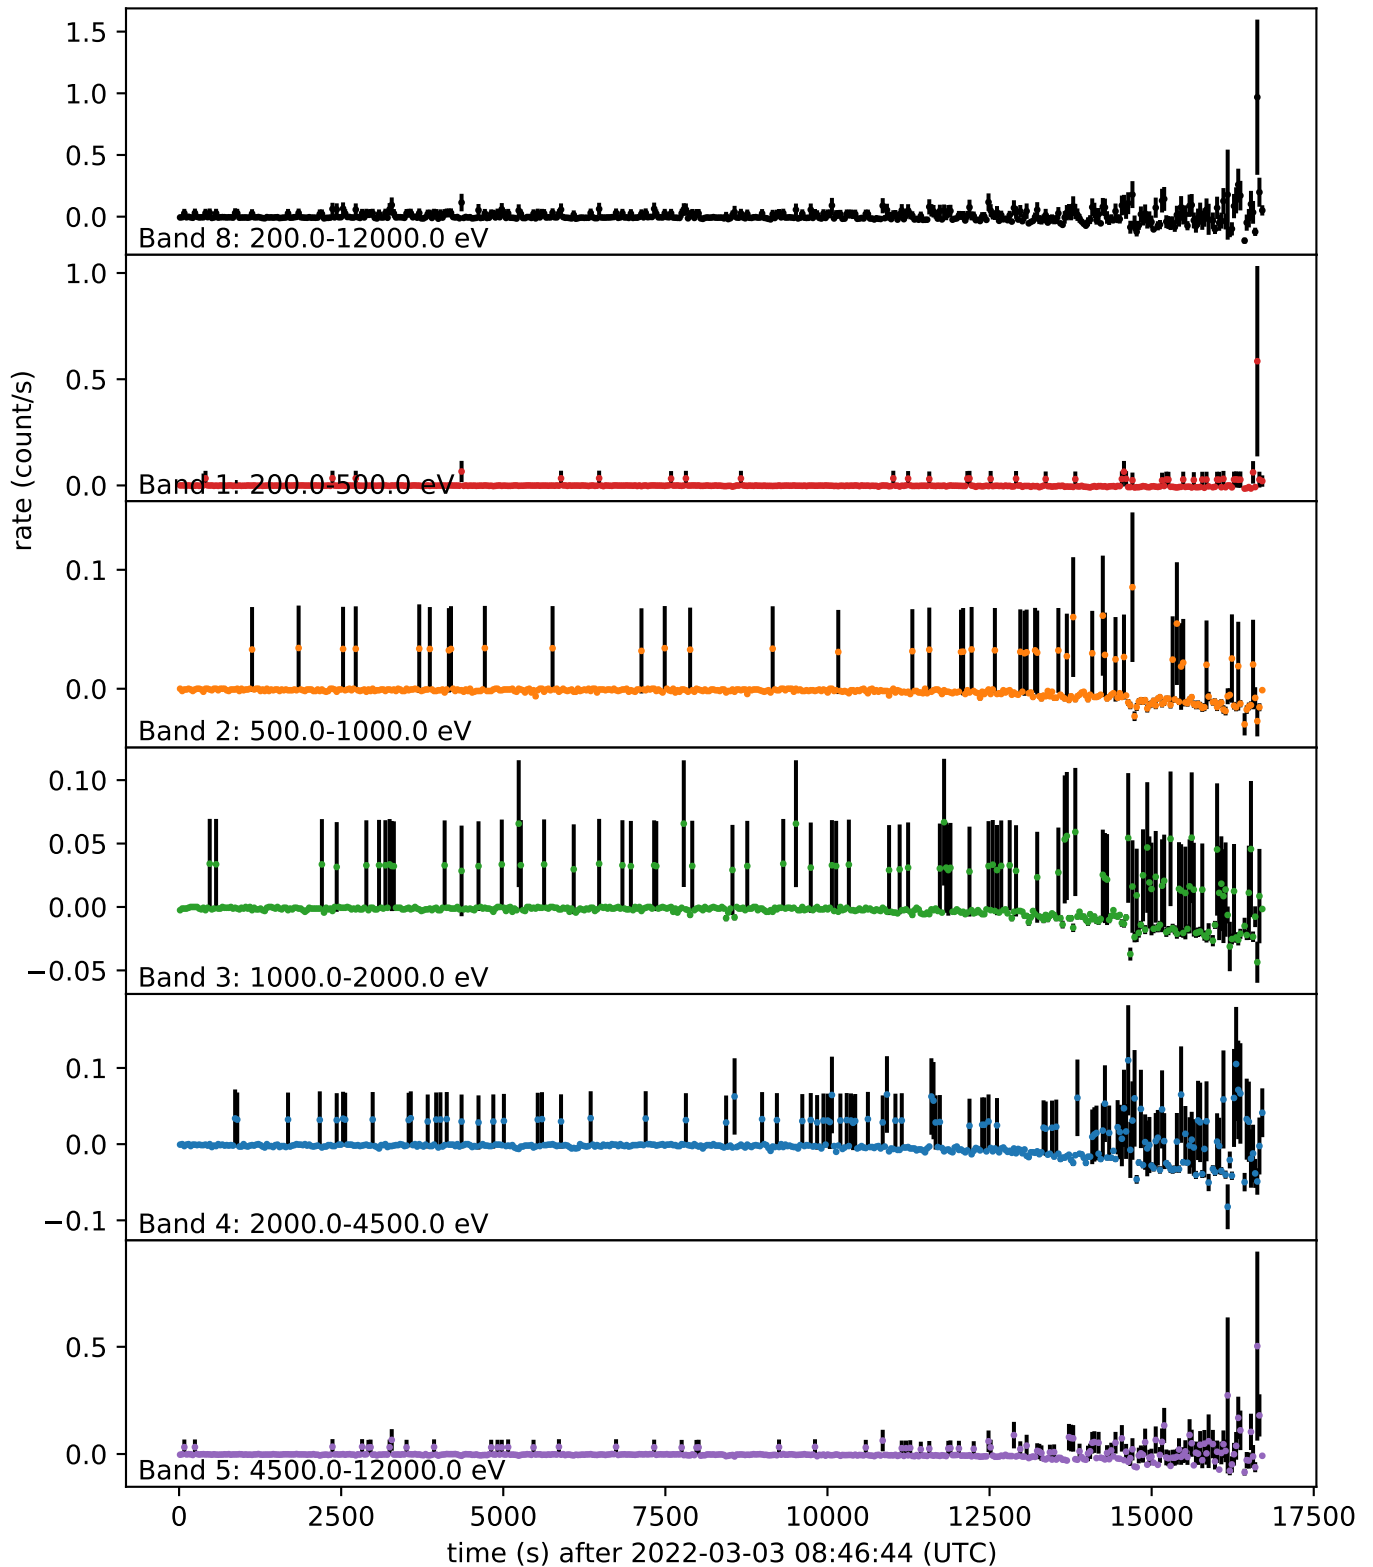 1.5
1.0
0.5
0.0
Band 8: 200.0-12000.0 eV
1.0
0.5
0.0
Band 1: 200.0-500.0 eV
rate (count/s)
0.1
0.0
Band 2: 500.0-1000.0 eV
0.10
0.05
0.00
−0.05
Band 3: 1000.0-2000.0 eV
0.1
0.0
−0.1
Band 4: 2000.0-4500.0 eV
0.5
0.0
Band 5: 4500.0-12000.0 eV
0 2500 5000 7500 10000 12500 15000 17500
time (s) after 2022-03-03 08:46:44 (UTC)